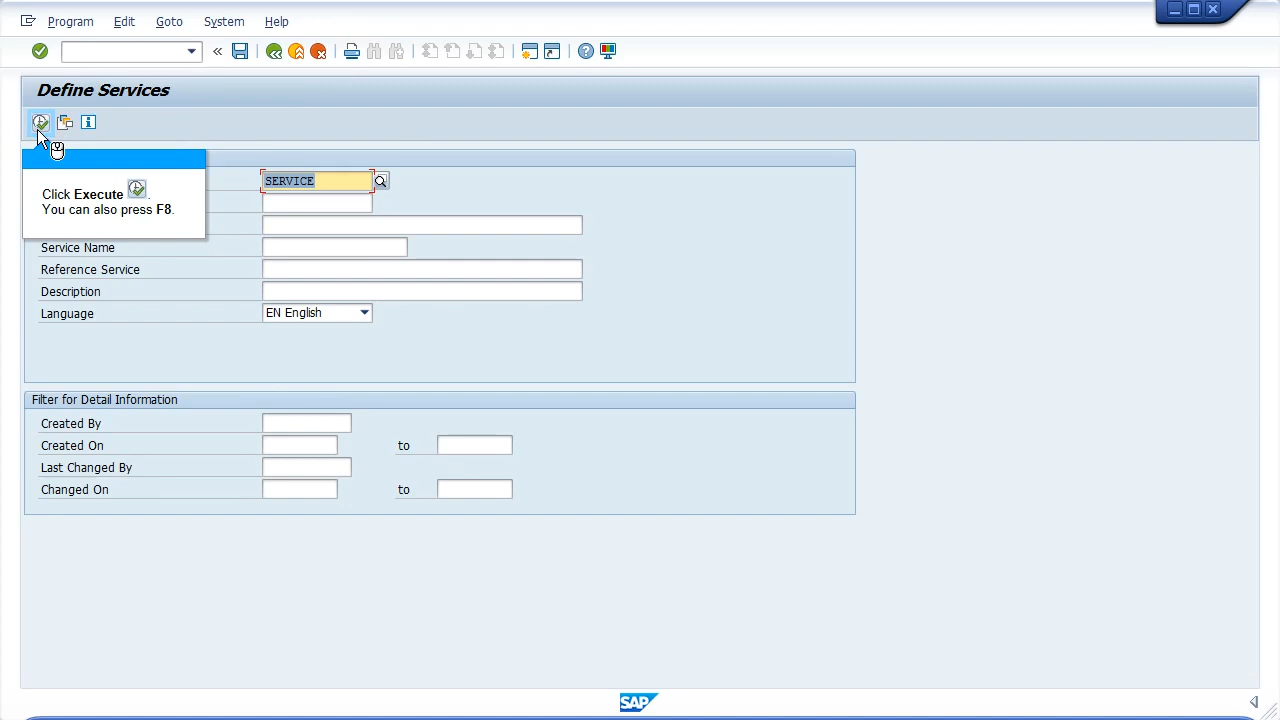 Program Edit Goto System Help
Define Services
Click Execute .
You can also press F8.
SERVICE
Service Name
Reference Service
Description
Language EN English
Filter for Detail Information
Created By
Created On to
Last Changed By
Changed On to
SAP